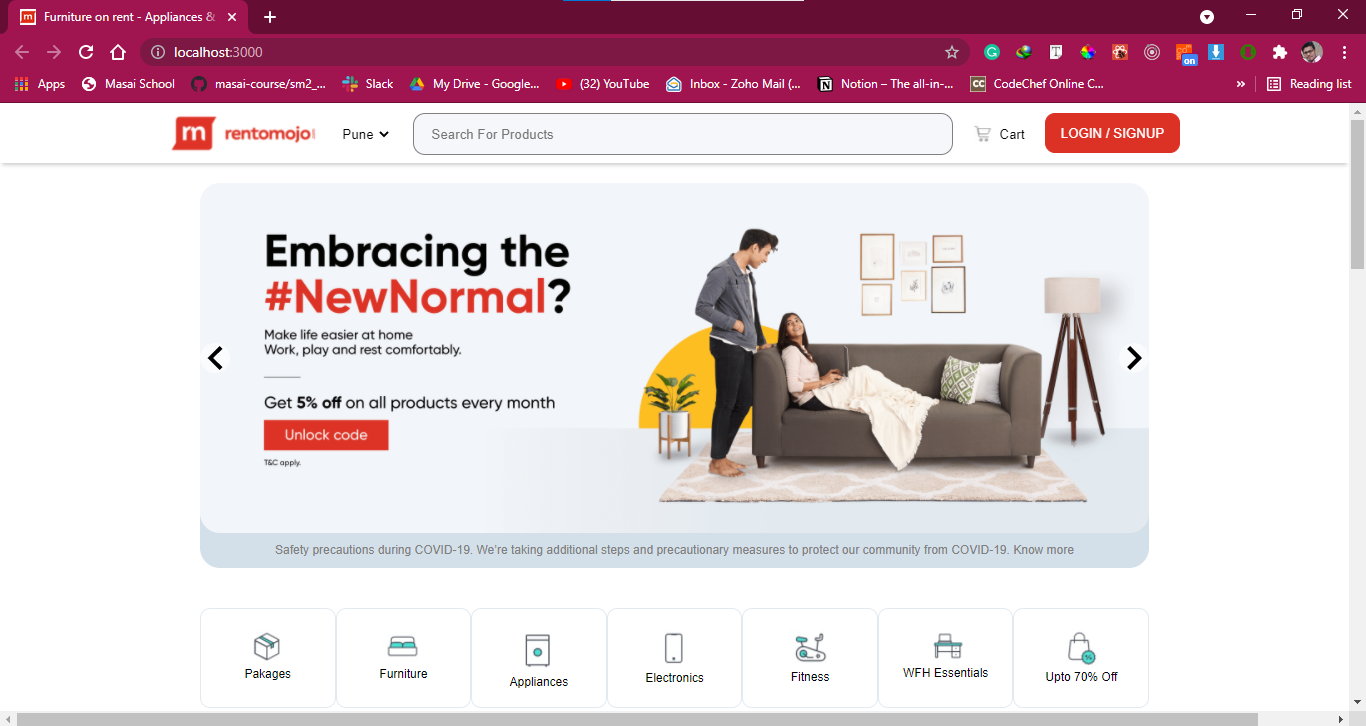 Furniture on rent - Appliances &
localhost:3000
Apps
Masai School
masai-course/sm2_...
Slack
My Drive - Google...
(32) YouTube
Inbox - Zoho Mail (...
Notion – The all-in-...
CC
CodeChef Online C...
»
Reading list
on
m rentomojo
Pune
Search For Products
Cart
LOGIN / SIGNUP
Embracing the
#NewNormal?
Make life easier at home
Work, play and rest comfortably.
Get 5% off on all products every month
Unlock code
T&C apply.
Safety precautions during COVID-19. We're taking additional steps and precautionary measures to protect our community from COVID-19. Know more
Pakages
Furniture
Appliances
Electronics
Fitness
WFH Essentials
Upto 70% Off